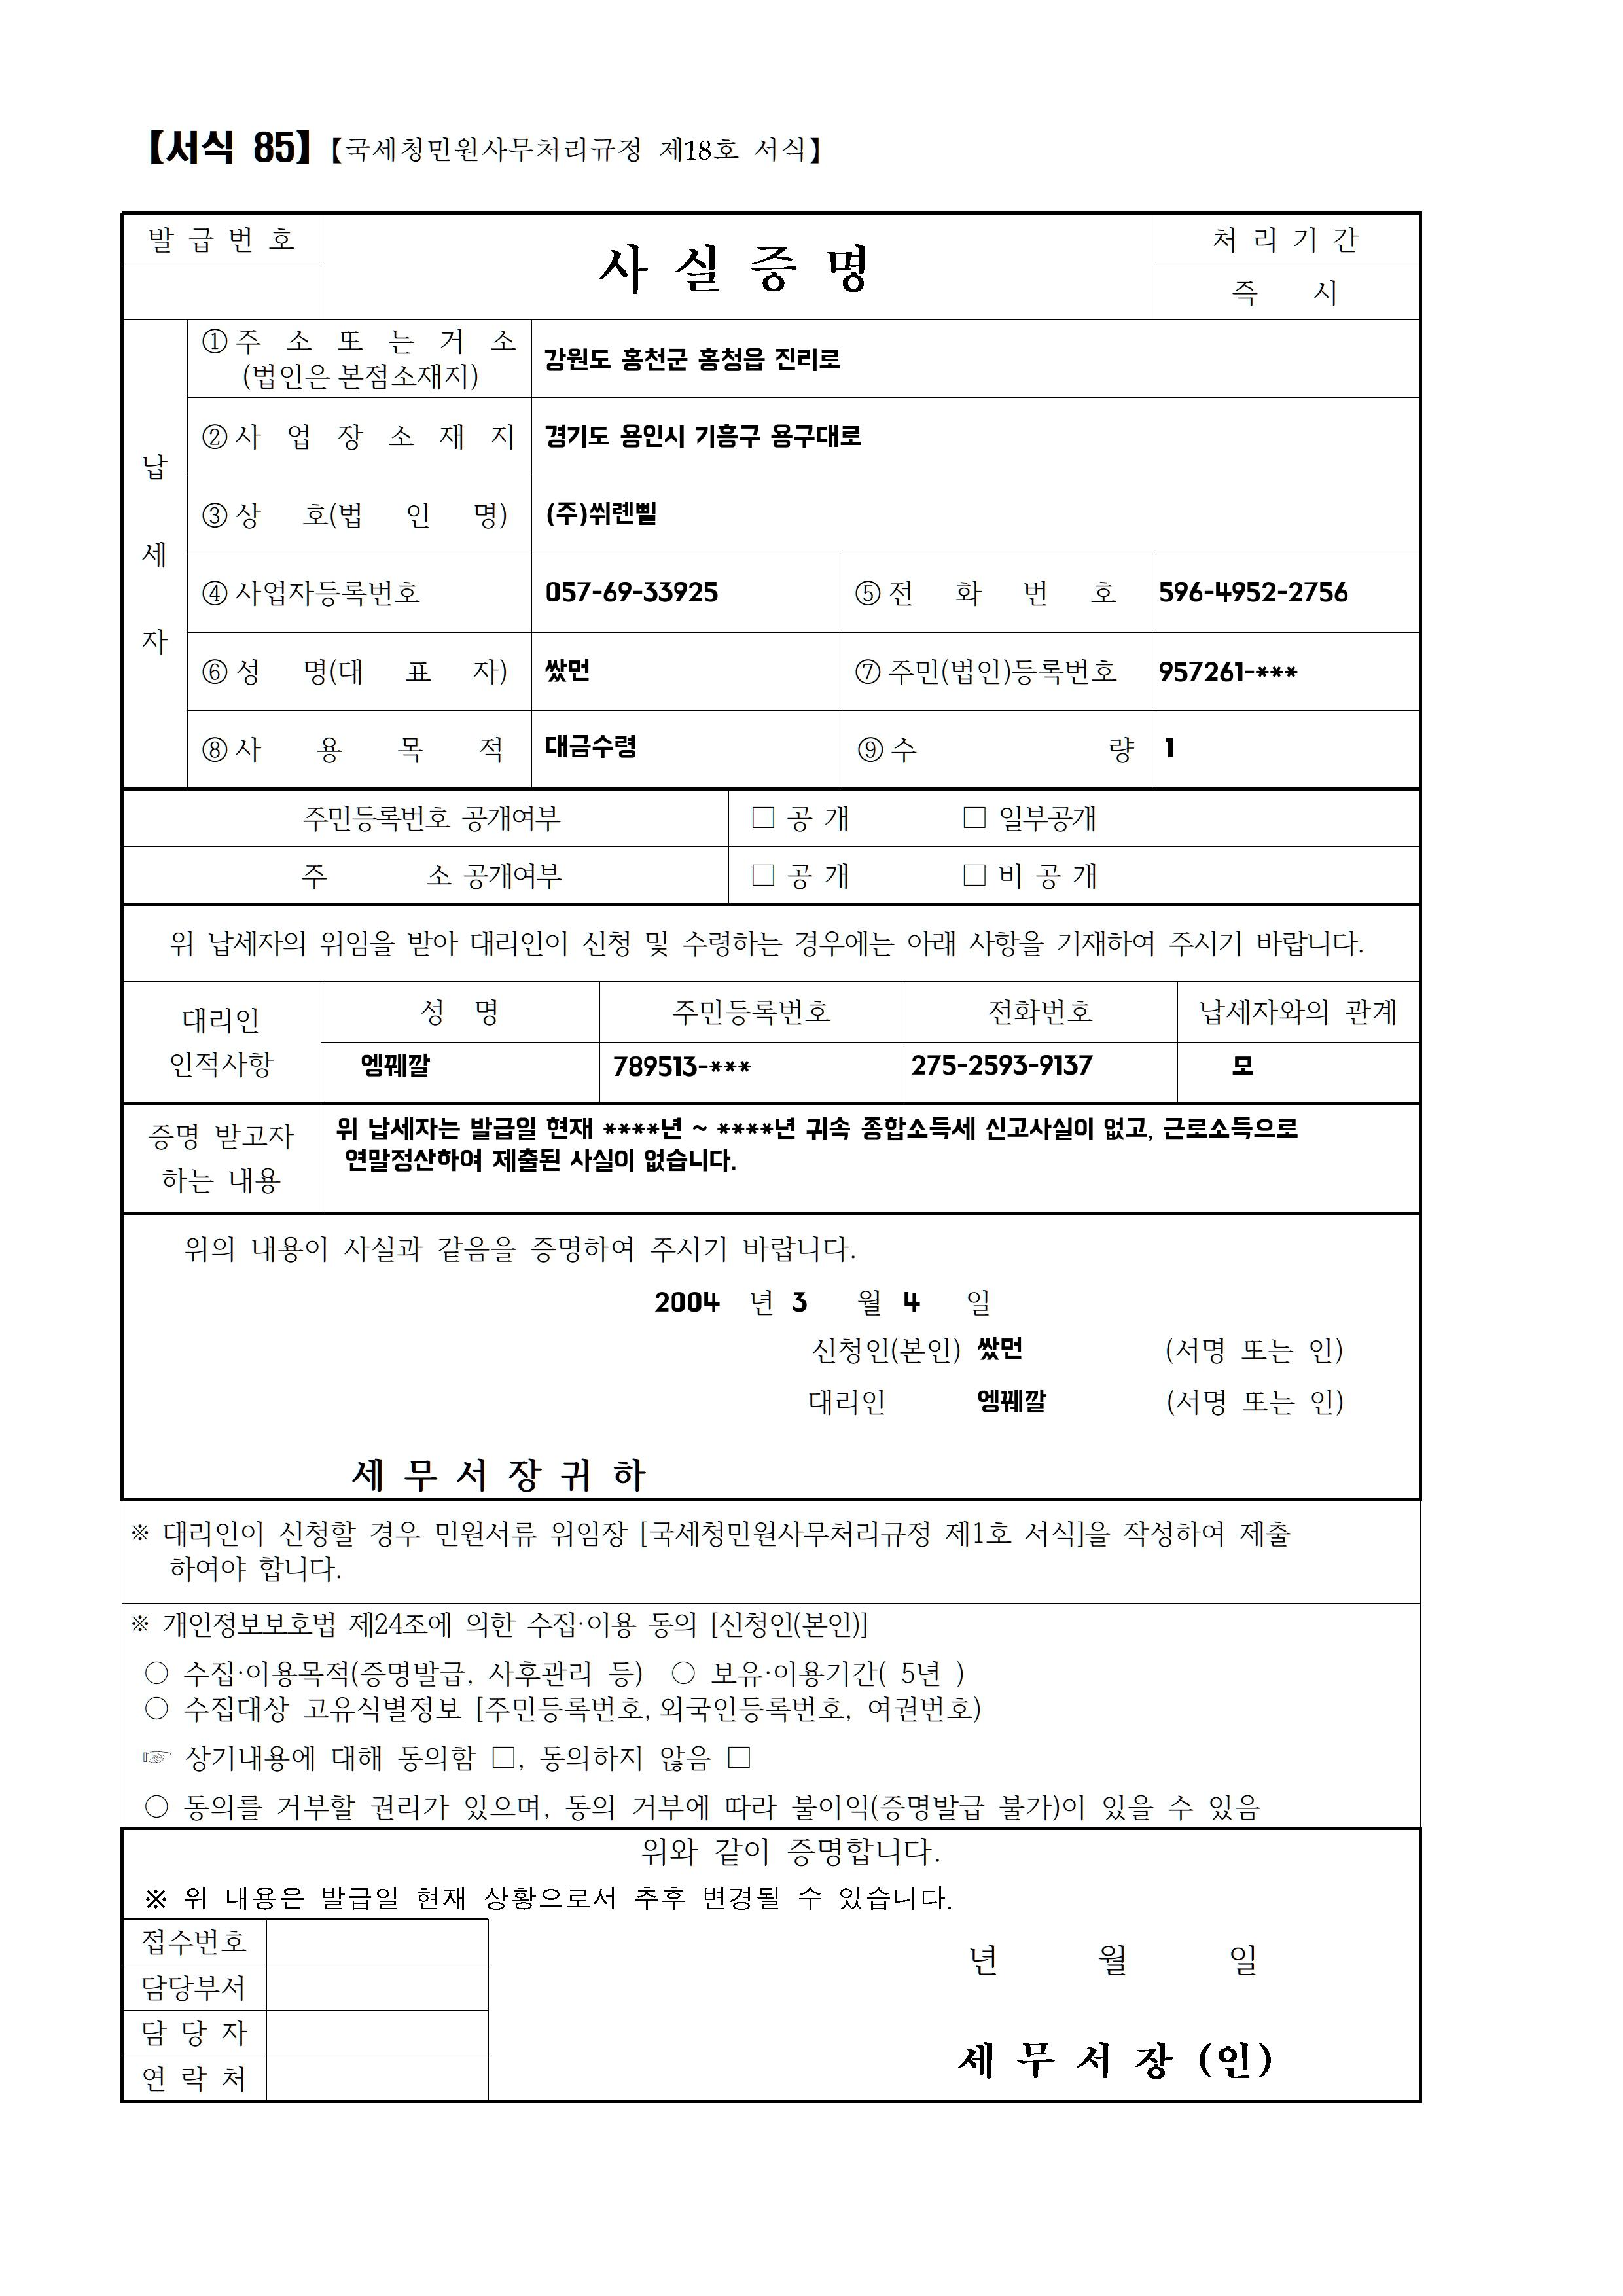 【서식 85】【국세청민원사무처리규정 제18호 서식】
발 급 번 호
사 실 증 명
처 리 기 간
즉 시
납 세 자
① 주 소 또 는 거 소
(법인은 본점소재지)
강원도 홍천군 홍청읍 진리로
② 사 업 장 소 재 지
경기도 용인시 기흥구 용구대로
③ 상 호(법 인 명)
(주)쒸롄삘
④ 사업자등록번호
057-69-33925
⑤ 전 화 번 호
596-4952-2756
⑥ 성 명(대 표 자)
쌌먼
⑦ 주민(법인)등록번호
957261-***
⑧ 사 용 목 적
대금수령
⑨ 수 량
1
주민등록번호 공개여부
□ 공 개 □ 일부공개
주 소 공개여부
□ 공 개 □ 비 공 개
위 납세자의 위임을 받아 대리인이 신청 및 수령하는 경우에는 아래 사항을 기재하여 주시기 바랍니다.
대리인
인적사항
성 명
주민등록번호
전화번호
납세자와의 관계
엥꿰깔
789513-***
275-2593-9137
모
증명 받고자
하는 내용
위 납세자는 발급일 현재 ****년 ~ ****년 귀속 종합소득세 신고사실이 없고, 근로소득으로
연말정산하여 제출된 사실이 없습니다.
위의 내용이 사실과 같음을 증명하여 주시기 바랍니다.
2004 년 3 월 4 일
신청인(본인) 쌌먼 (서명 또는 인)
대리인 엥꿰깔 (서명 또는 인)
세 무 서 장 귀 하
※ 대리인이 신청할 경우 민원서류 위임장 [국세청민원사무처리규정 제1호 서식]을 작성하여 제출
하여야 합니다.
※ 개인정보보호법 제24조에 의한 수집·이용 동의 [신청인(본인)]
○ 수집·이용목적(증명발급, 사후관리 등) ○ 보유·이용기간( 5년 )
○ 수집대상 고유식별정보 [주민등록번호, 외국인등록번호, 여권번호)
☞ 상기내용에 대해 동의함 □, 동의하지 않음 □
○ 동의를 거부할 권리가 있으며, 동의 거부에 따라 불이익(증명발급 불가)이 있을 수 있음
위와 같이 증명합니다.
※ 위 내용은 발급일 현재 상황으로서 추후 변경될 수 있습니다.
접수번호
담당부서
담 당 자
연 락 처
년 월 일
세 무 서 장 (인)